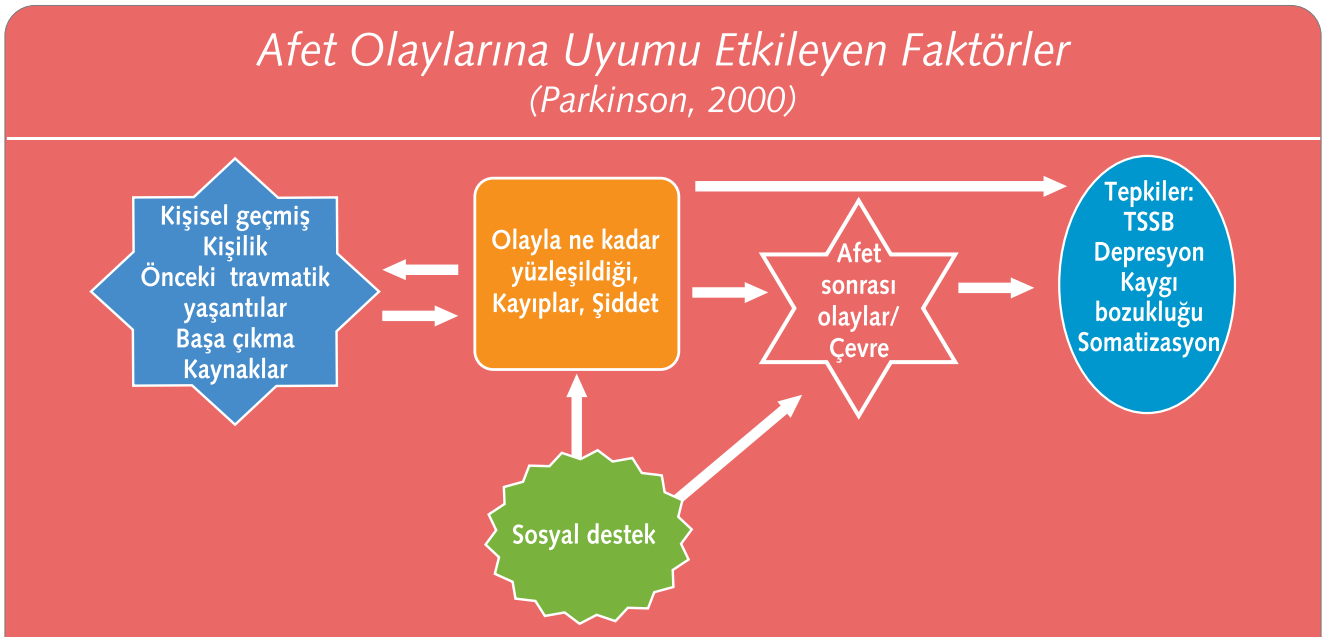 Afet Olaylarına Uyumu Etkileyen Faktörler
(Parkinson, 2000)
Kişisel geçmiş
Kişilik
Önceki travmatik
yaşantılar
Başa çıkma
Kaynaklar
Olayla ne kadar
yüzleşildiği,
Kayıplar, Şiddet
Afet
sonrası
olaylar/
Çevre
Tepkiler:
TSSB
Depresyon
Kaygı
bozukluğu
Somatizasyon
Sosyal destek